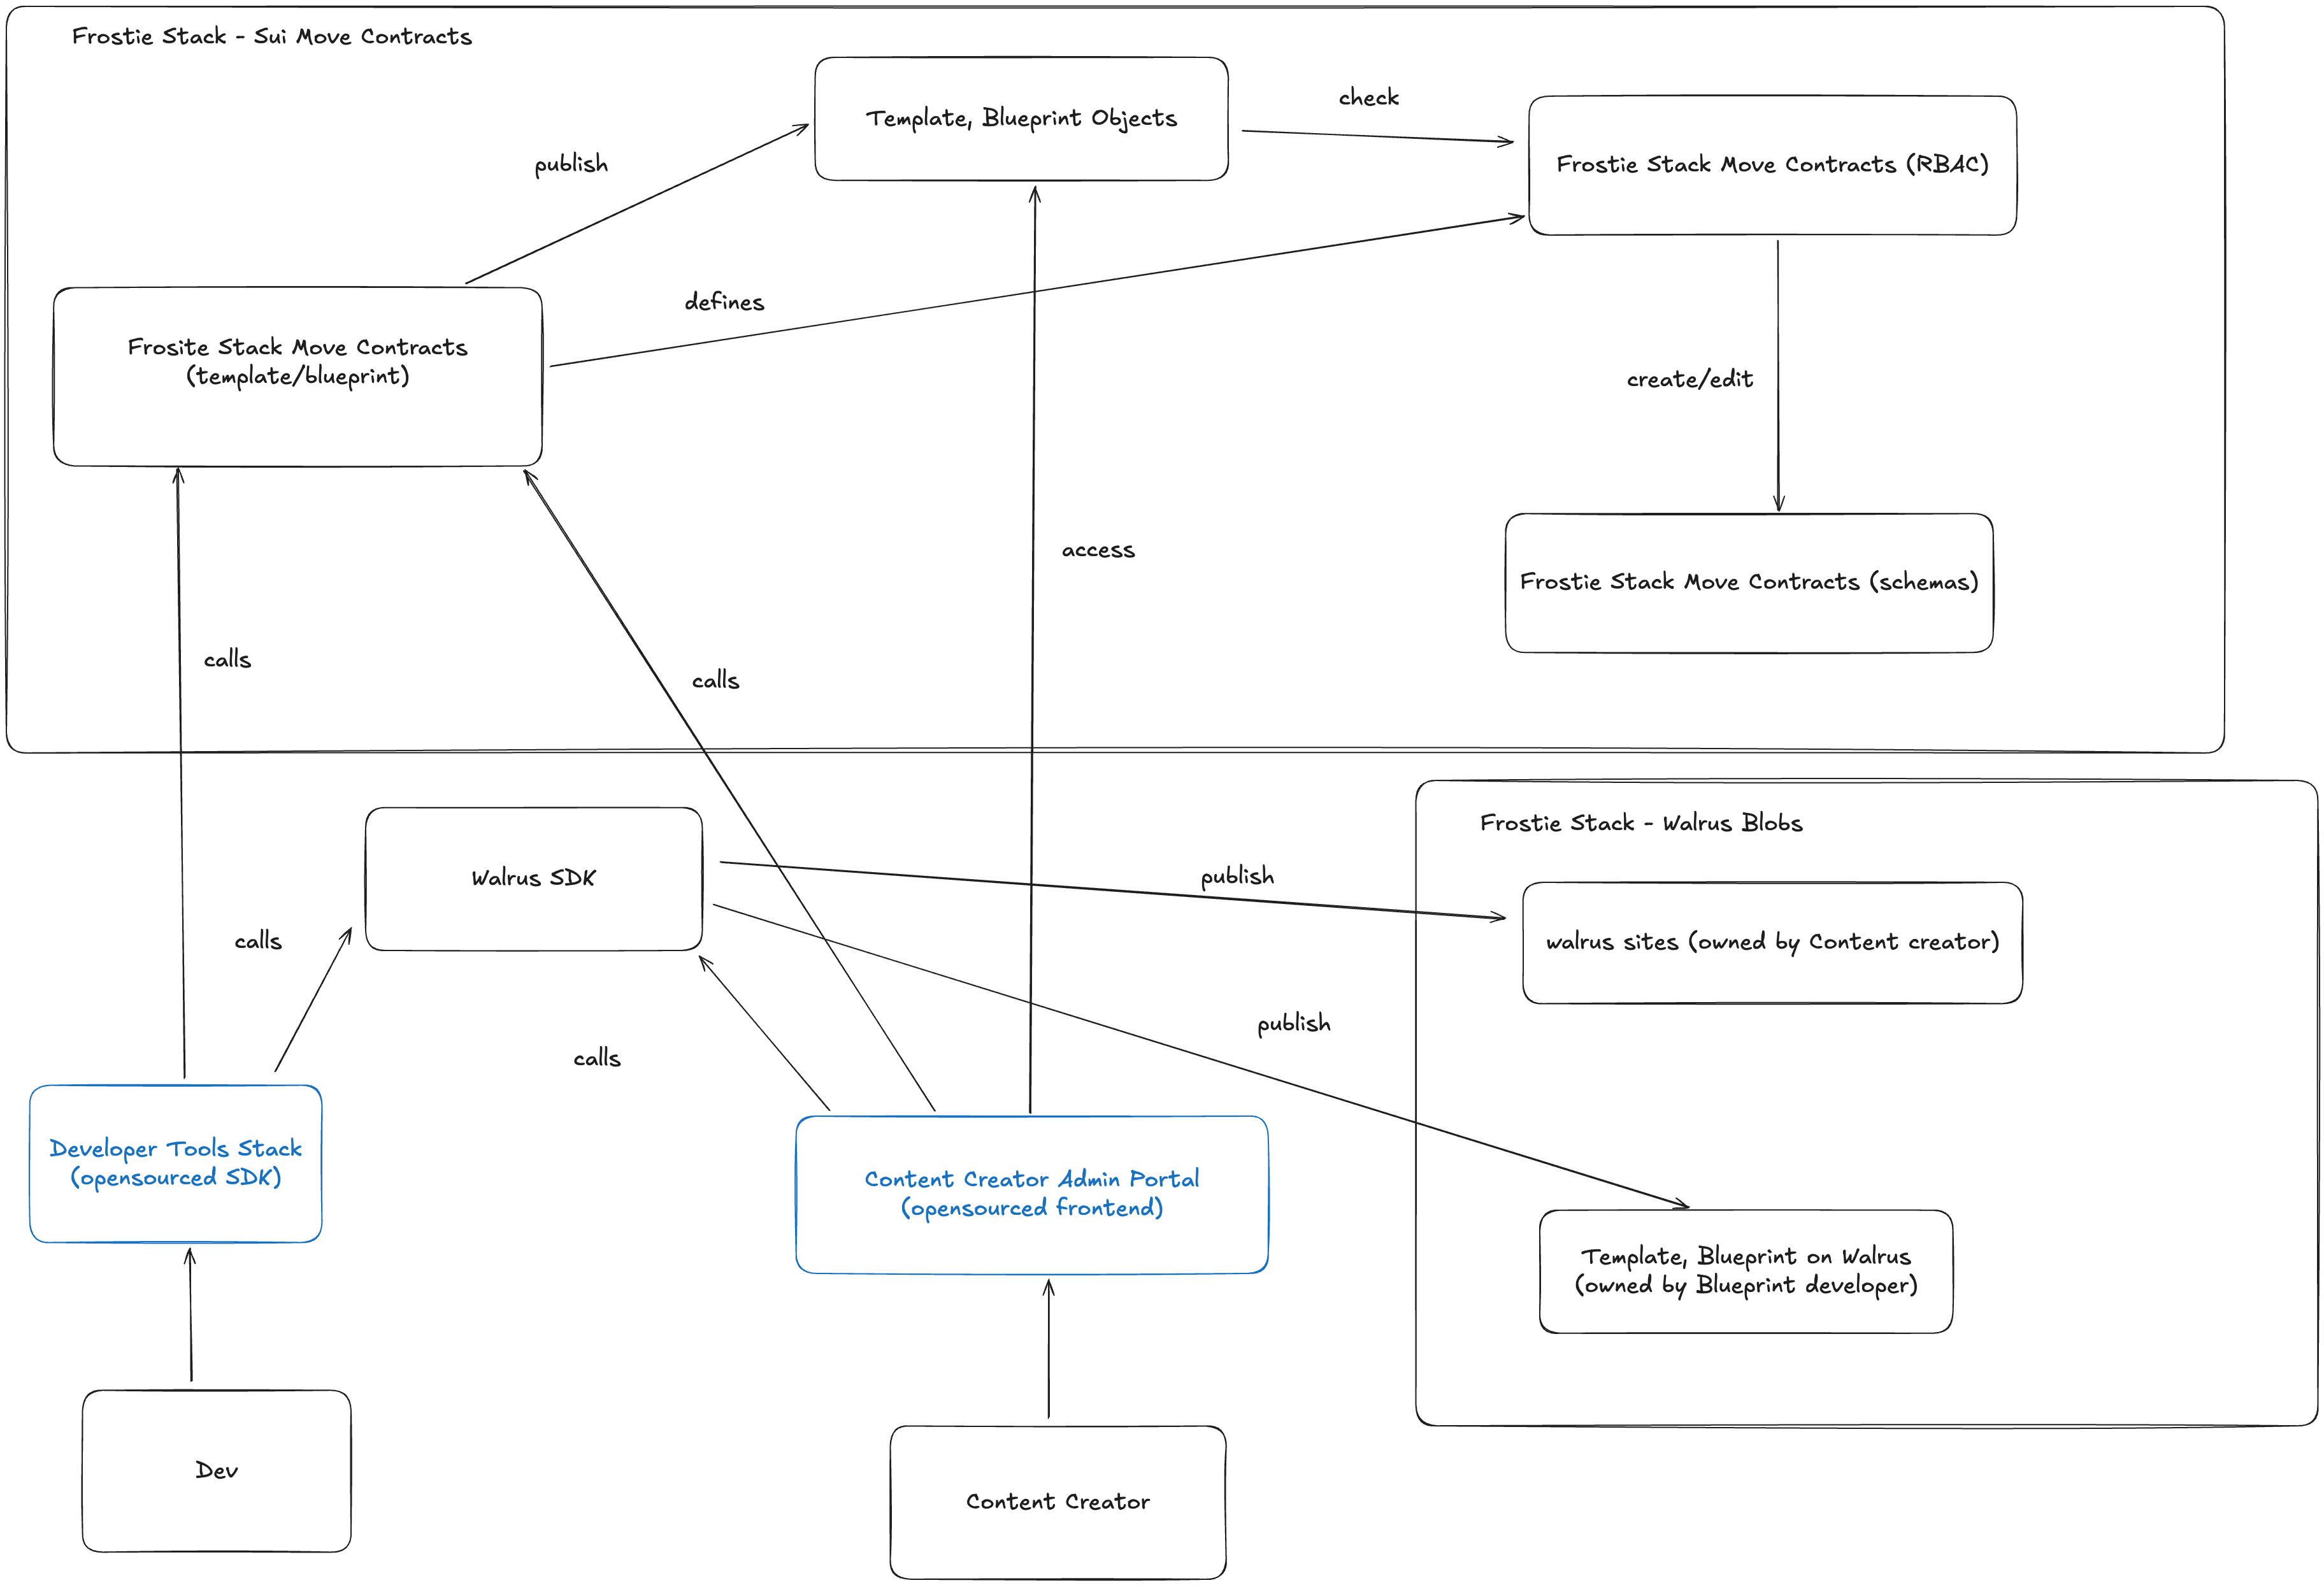 Frostie Stack - Sui Move Contracts
Template, Blueprint Objects
check
Frostie Stack Move Contracts (RBAC)
publish
defines
Frosite Stack Move Contracts
(template/blueprint)
create/edit
access
Frostie Stack Move Contracts (schemas)
calls
calls
Frostie Stack - Walrus Blobs
Walrus SDK
publish
walrus sites (owned by Content creator)
calls
publish
calls
Developer Tools Stack
(opensourced SDK)
Content Creator Admin Portal
(opensourced frontend)
Template, Blueprint on Walrus
(owned by Blueprint developer)
Dev
Content Creator